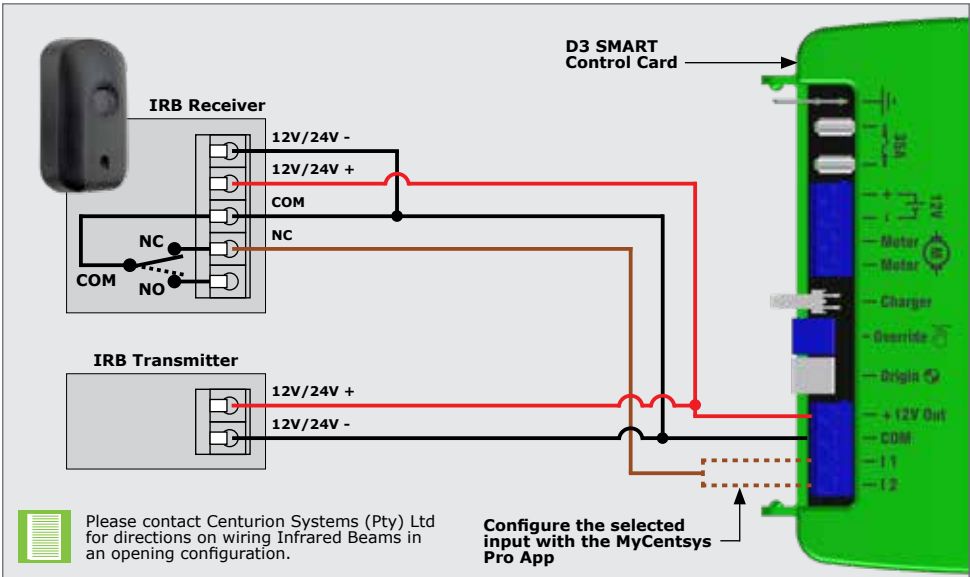 D3 SMART
Control Card
IRB Receiver
12V/24V -
12V/24V +
COM
NC
NC
COM
NO
35A
+
-
12V
Motor
Motor
M
Charger
Override
Origin
+ 12V Out
COM
I 1
I 2
IRB Transmitter
12V/24V +
12V/24V -
Please contact Centurion Systems (Pty) Ltd
for directions on wiring Infrared Beams in
an opening configuration.
Configure the selected
input with the MyCentsys
Pro App